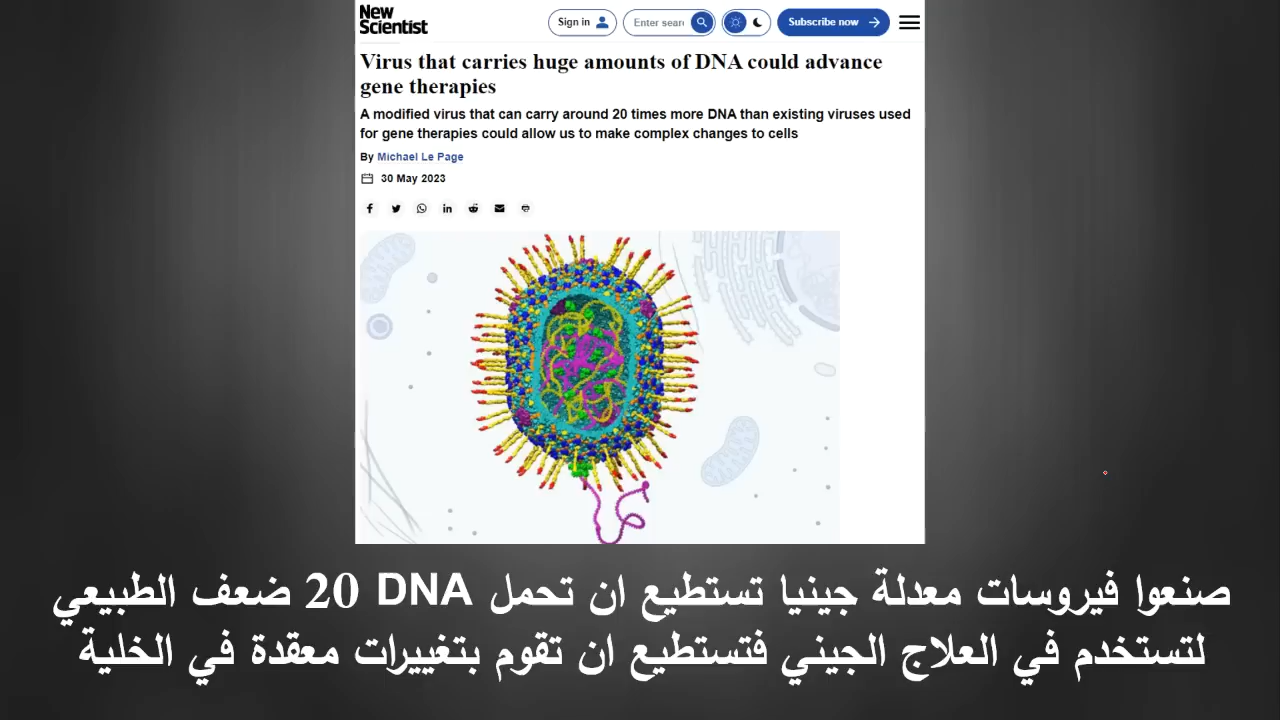 New
Scientist
Sign in
Enter sear
Subscribe now
Virus that carries huge amounts of DNA could advance
gene therapies
A modified virus that can carry around 20 times more DNA than existing viruses used
for gene therapies could allow us to make complex changes to cells
By Michael Le Page
30 May 2023
صنعوا فيروسات معدلة جينيا تستطيع ان تحمل DNA 20 ضعف الطبيعي
لتستخدم في العلاج الجيني فتستطيع ان تقوم بتغييرات معقدة في الخلية